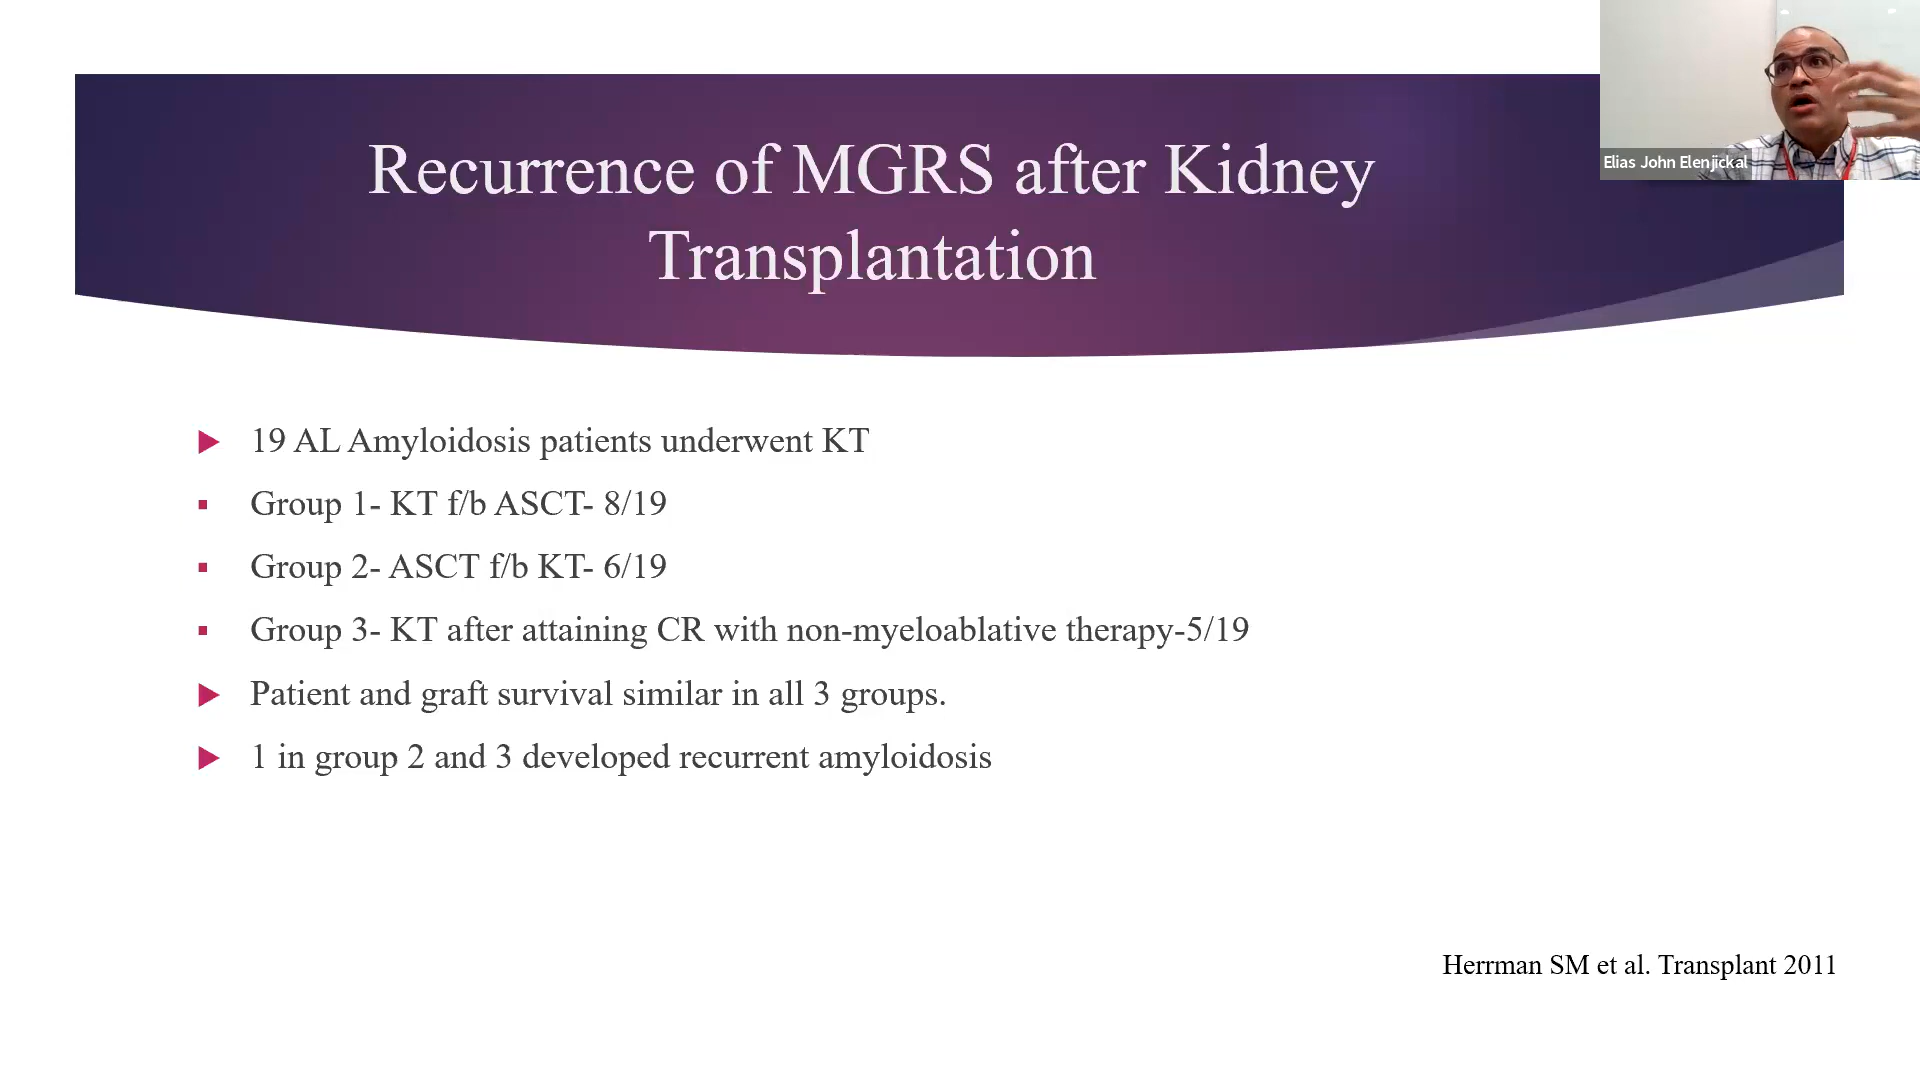 Elias John Elenjickal
Recurrence of MGRS after Kidney
Transplantation
19 AL Amyloidosis patients underwent KT
Group 1- KT f/b ASCT- 8/19
Group 2- ASCT f/b KT- 6/19
Group 3- KT after attaining CR with non-myeloablative therapy-5/19
Patient and graft survival similar in all 3 groups.
1 in group 2 and 3 developed recurrent amyloidosis
Herrman SM et al. Transplant 2011